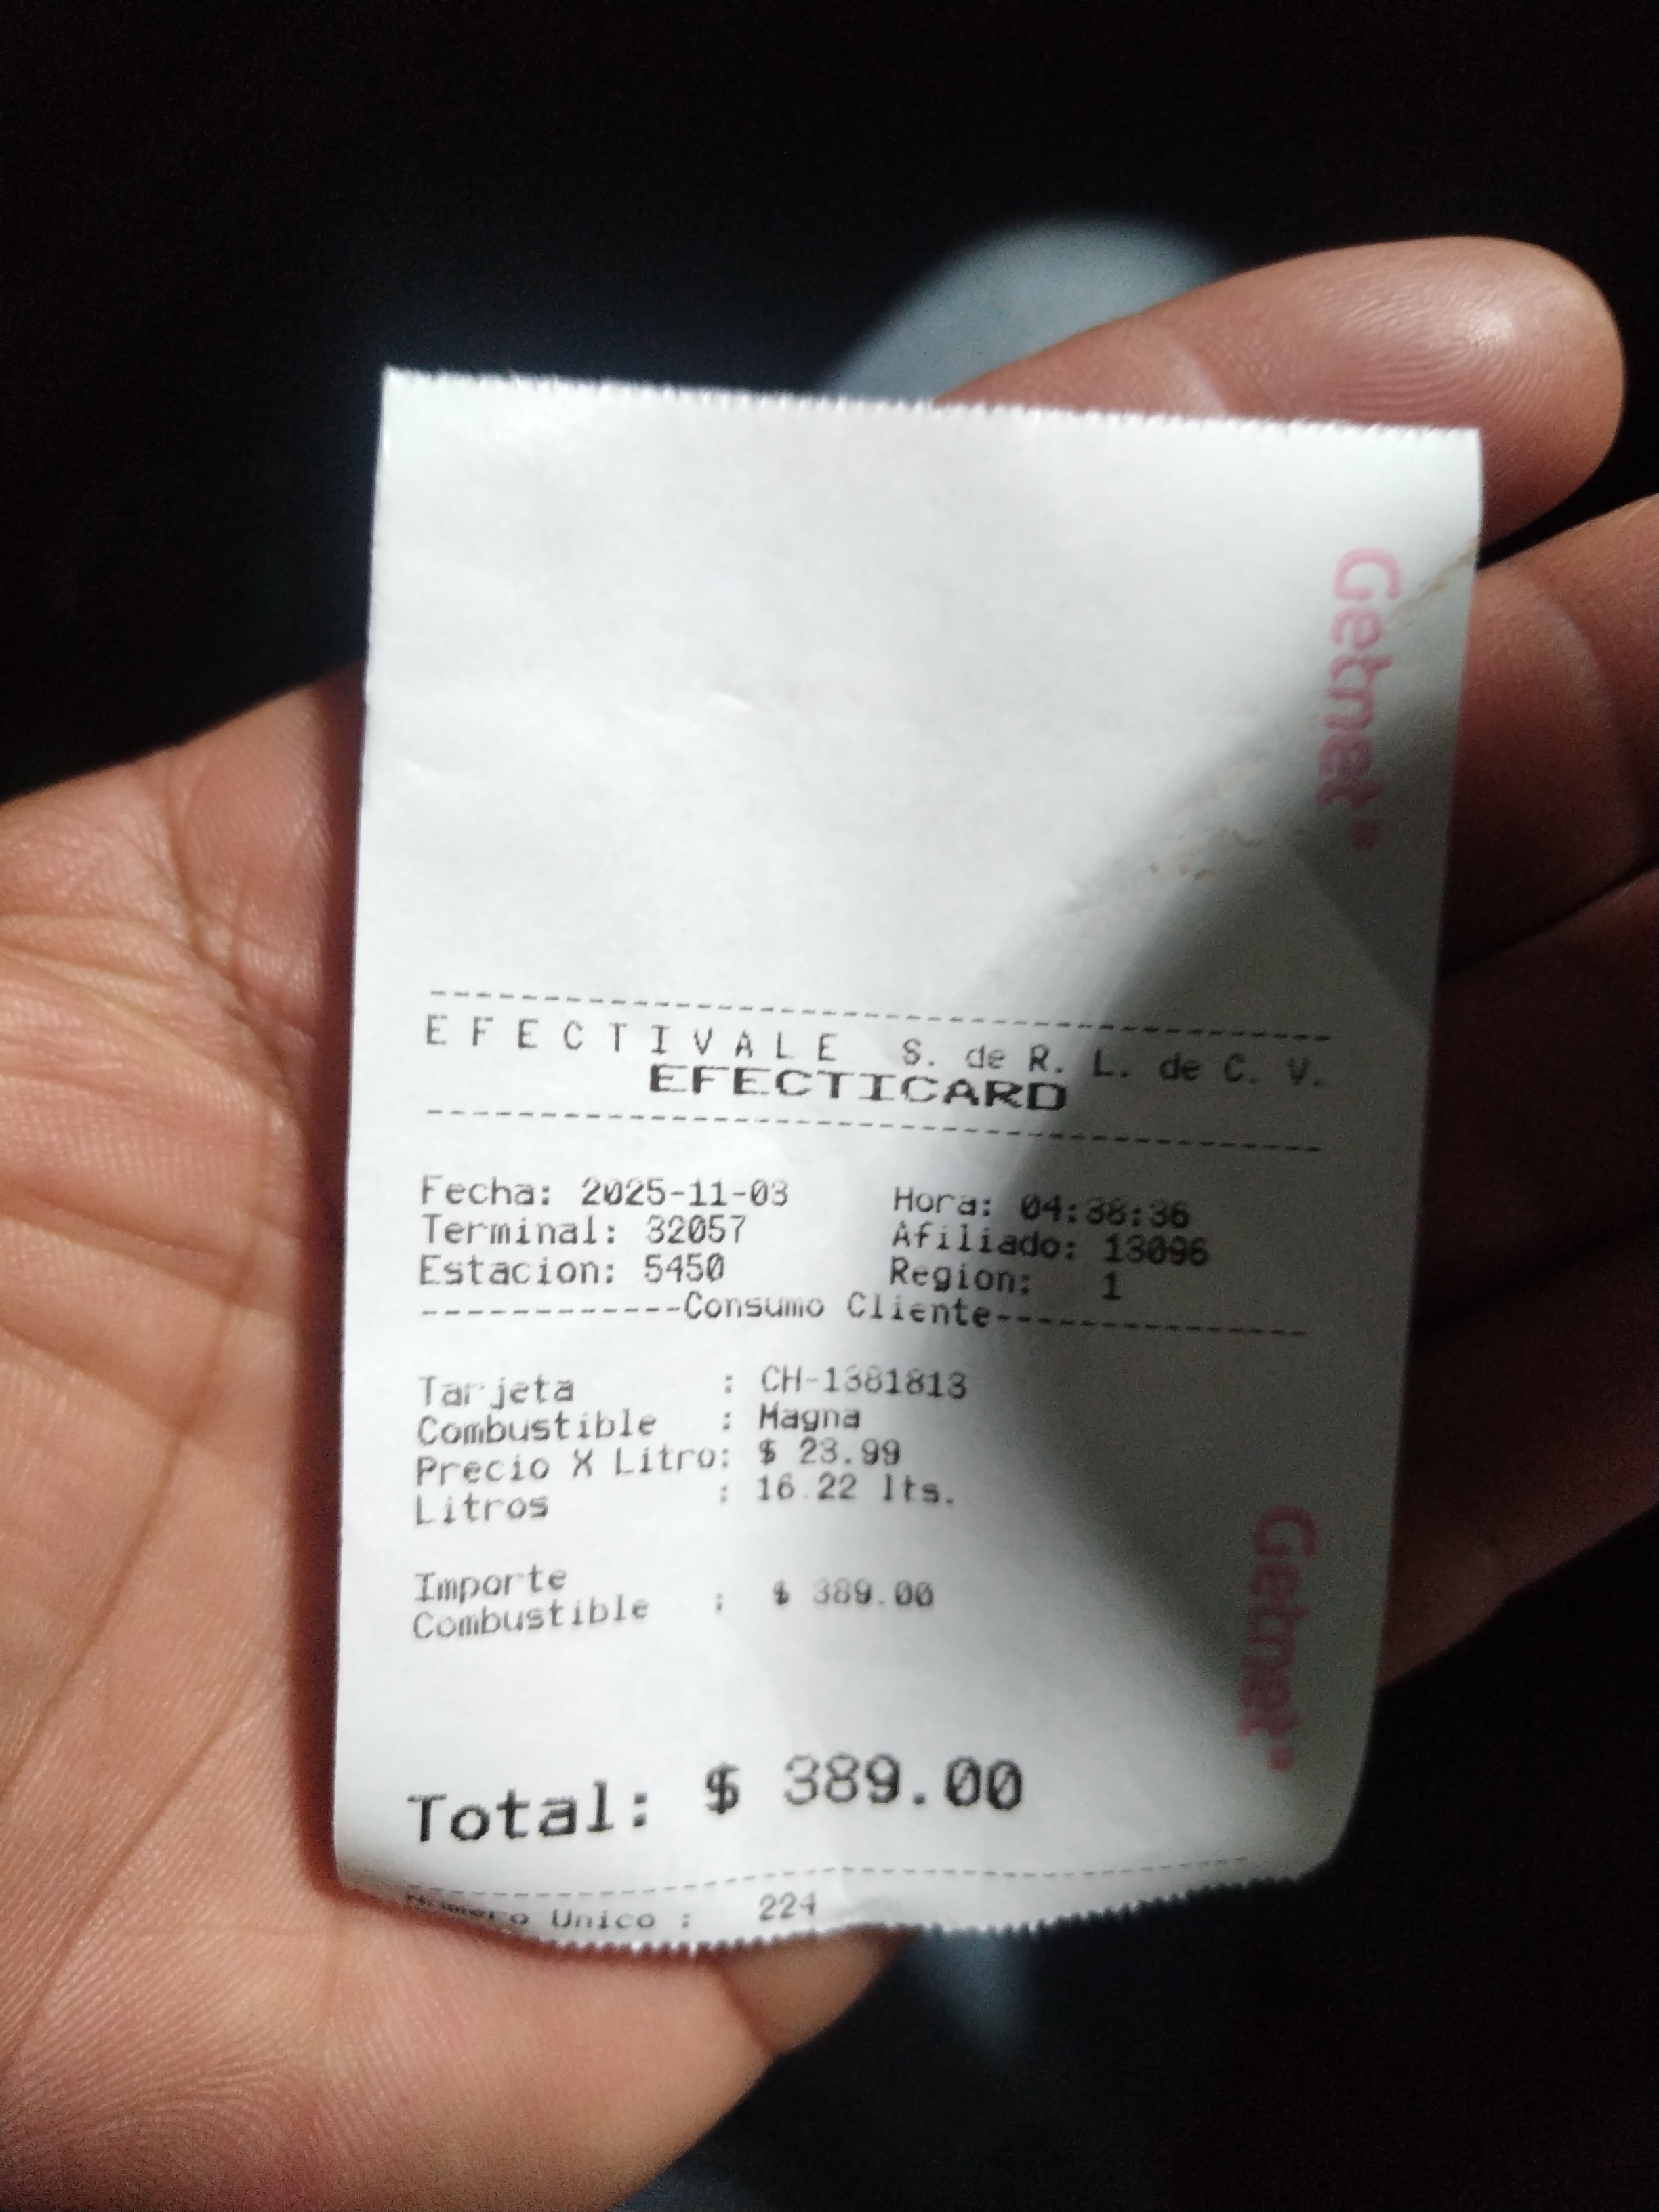 Getnet
--------------------------------
E F E C T I V A L E S. de R. L. de C. V.
EFECTICARD
--------------------------------
Fecha: 2025-11-03 Hora: 04:38:36
Terminal: 32057 Afiliado: 13096
Estacion: 5450 Region: 1
------------Consumo Cliente--------------
Tarjeta : CH-1381813
Combustible : Magna
Precio X Litro: $ 23.99
Litros : 16.22 lts.
Importe
Combustible : $ 389.00
Getnet
Total: $ 389.00
--------------------------------
Numero Unico : 224